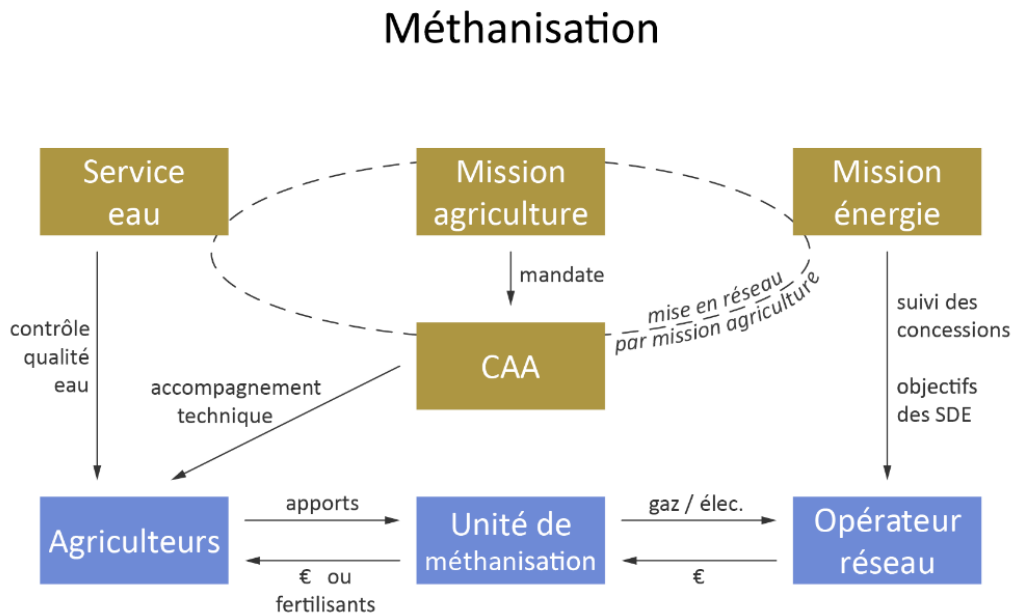 Méthanisation
Service
eau
Mission
agriculture
Mission
énergie
mandate
mise en réseau
par mission agriculture
contrôle
qualité
eau
suivi des
concessions
CAA
accompagnement
technique
objectifs
des SDE
Agriculteurs
apports
€ ou
fertilisants
Unité de
méthanisation
gaz / élec.
€
Opérateur
réseau